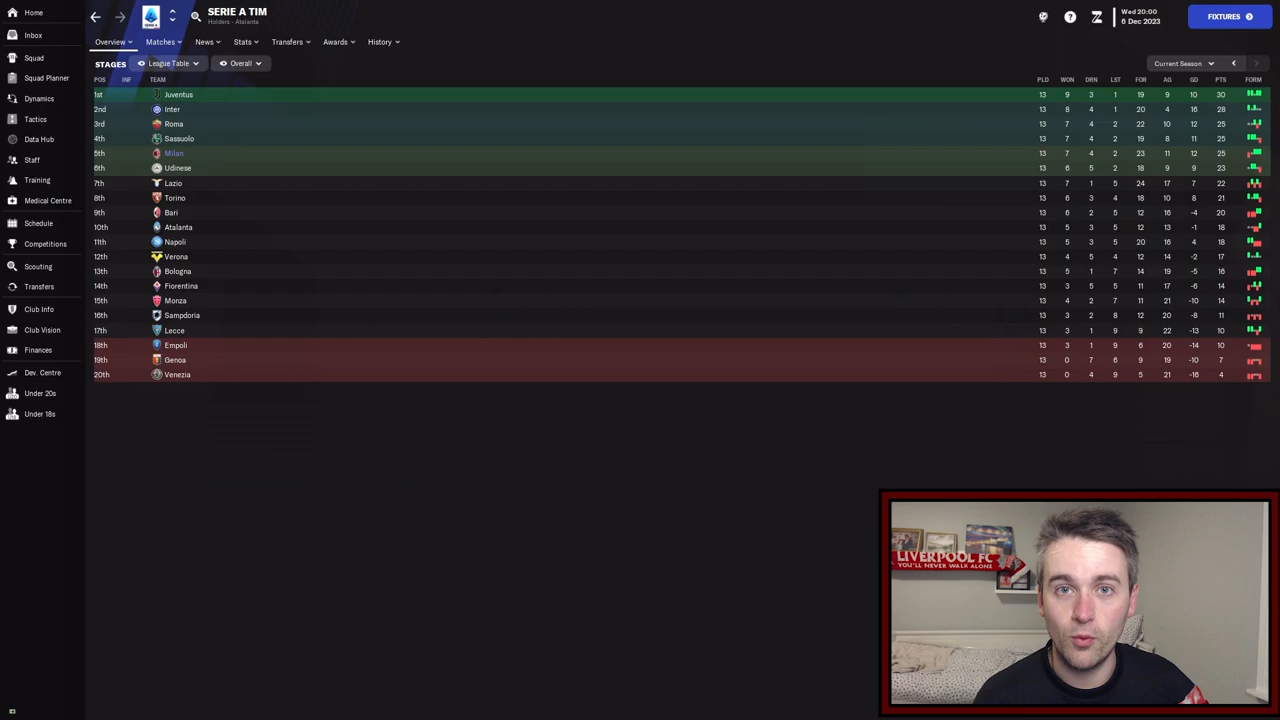 Home
Inbox
Squad
Squad Planner
Dynamics
Tactics
Data Hub
Staff
Training
Medical Centre
Schedule
Competitions
Scouting
Transfers
Club Info
Club Vision
Finances
Dev. Centre
Under 20s
Under 18s
SERIE A TIM
Holders - Atalanta
Wed 20:00
6 Dec 2023
FIXTURES
Overview Matches News Stats Transfers Awards History
STAGES League Table Overall Current Season
POS INF TEAM PLD WON DRN LST FOR AG GD PTS FORM
1st Juventus 13 9 3 1 19 9 10 30
2nd Inter 13 8 4 1 20 4 16 28
3rd Roma 13 7 4 2 22 10 12 25
4th Sassuolo 13 7 4 2 19 8 11 25
5th Milan 13 7 4 2 23 11 12 25
6th Udinese 13 6 5 2 18 9 9 23
7th Lazio 13 7 1 5 24 17 7 22
8th Torino 13 6 3 4 18 10 8 21
9th Bari 13 6 2 5 12 16 -4 20
10th Atalanta 13 5 3 5 12 13 -1 18
11th Napoli 13 5 3 5 20 16 4 18
12th Verona 13 4 5 4 12 14 -2 17
13th Bologna 13 5 1 7 14 19 -5 16
14th Fiorentina 13 3 5 5 11 17 -6 14
15th Monza 13 4 2 7 11 21 -10 14
16th Sampdoria 13 3 2 8 12 20 -8 11
17th Lecce 13 3 1 9 9 22 -13 10
18th Empoli 13 3 1 9 6 20 -14 10
19th Genoa 13 0 7 6 9 19 -10 7
20th Venezia 13 0 4 9 5 21 -16 4
LIVERPOOL FC
YOU'LL NEVER WALK ALONE